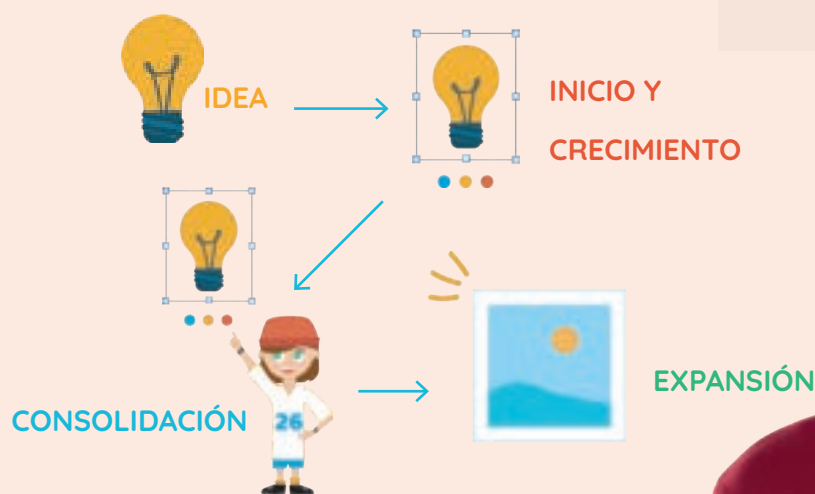 IDEA
INICIO Y
CRECIMIENTO
CONSOLIDACIÓN
26
EXPANSIÓN